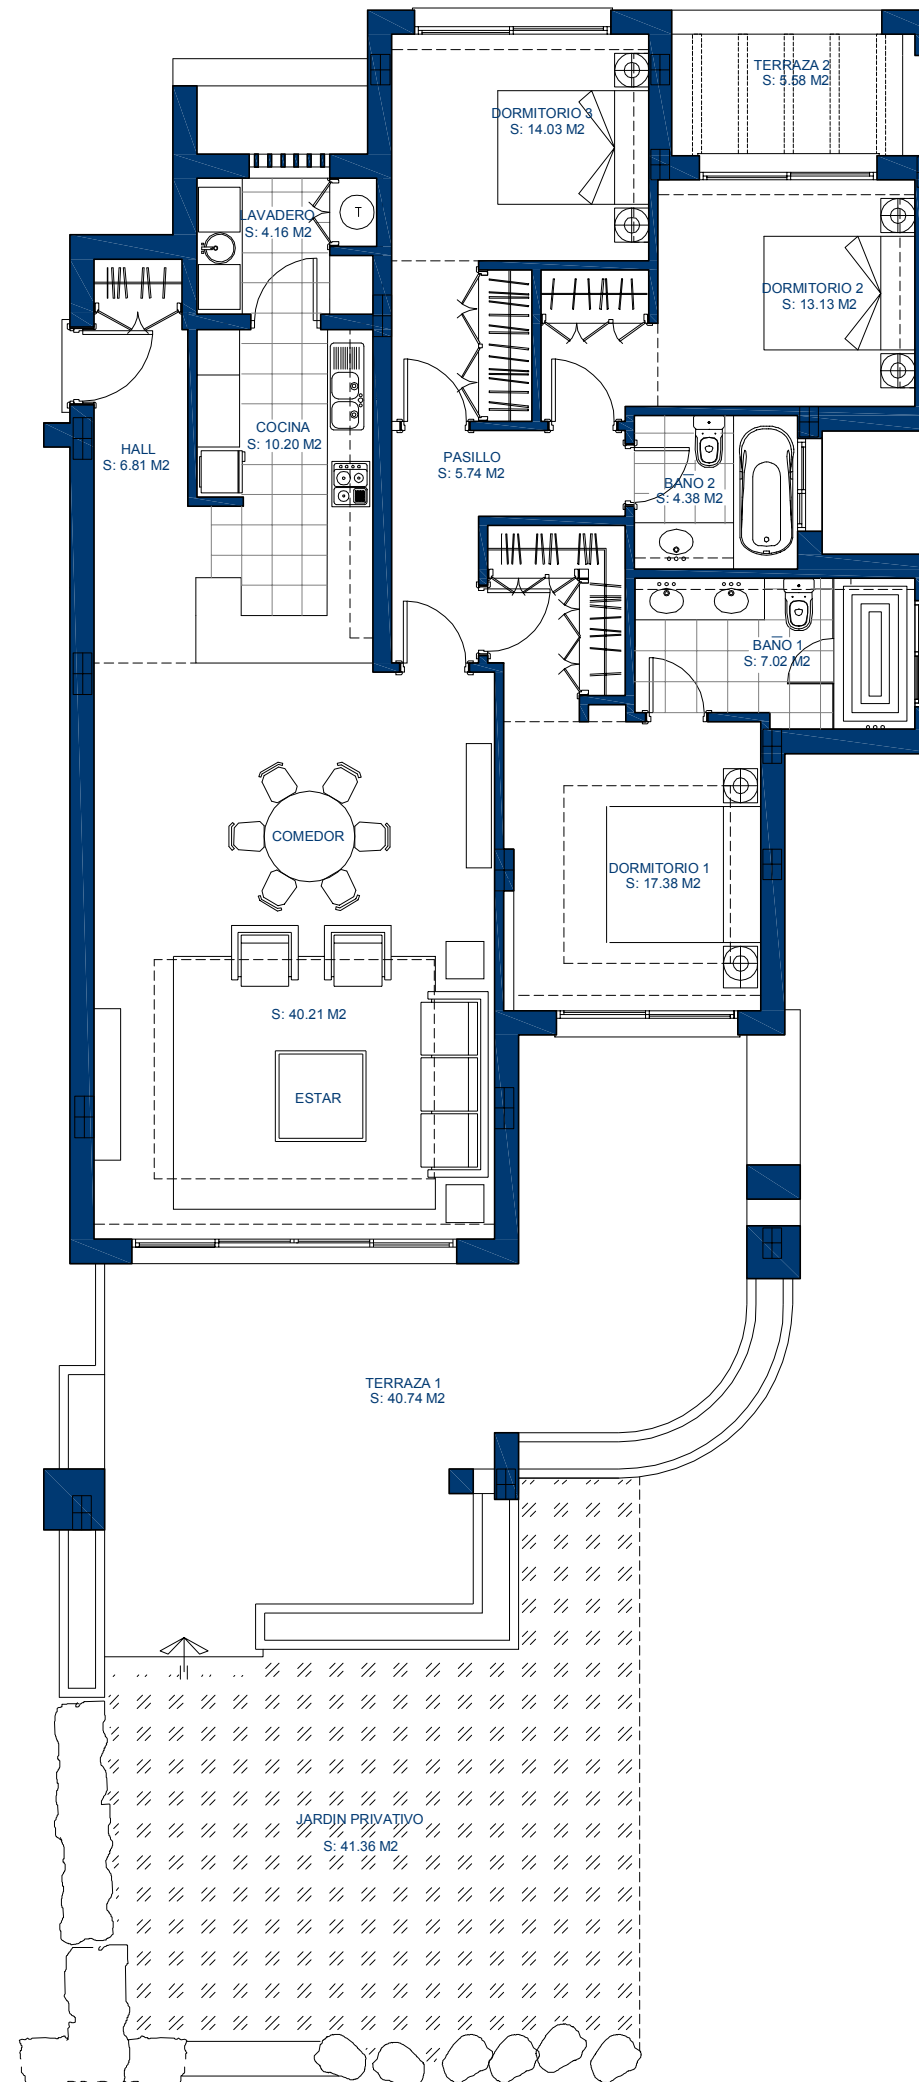 TERRAZA 2
S: 5.58 M2
DORMITORIO 3
S: 14.03 M2
LAVADERO
S: 4.16 M2
T
DORMITORIO 2
S: 13.13 M2
HALL
S: 6.81 M2
COCINA
S: 10.20 M2
PASILLO
S: 5.74 M2
BAÑO 2
S: 4.38 M2
BAÑO 1
S: 7.02 M2
COMEDOR
DORMITORIO 1
S: 17.38 M2
S: 40.21 M2
ESTAR
TERRAZA 1
S: 40.74 M2
JARDIN PRIVATIVO
S: 41.36 M2